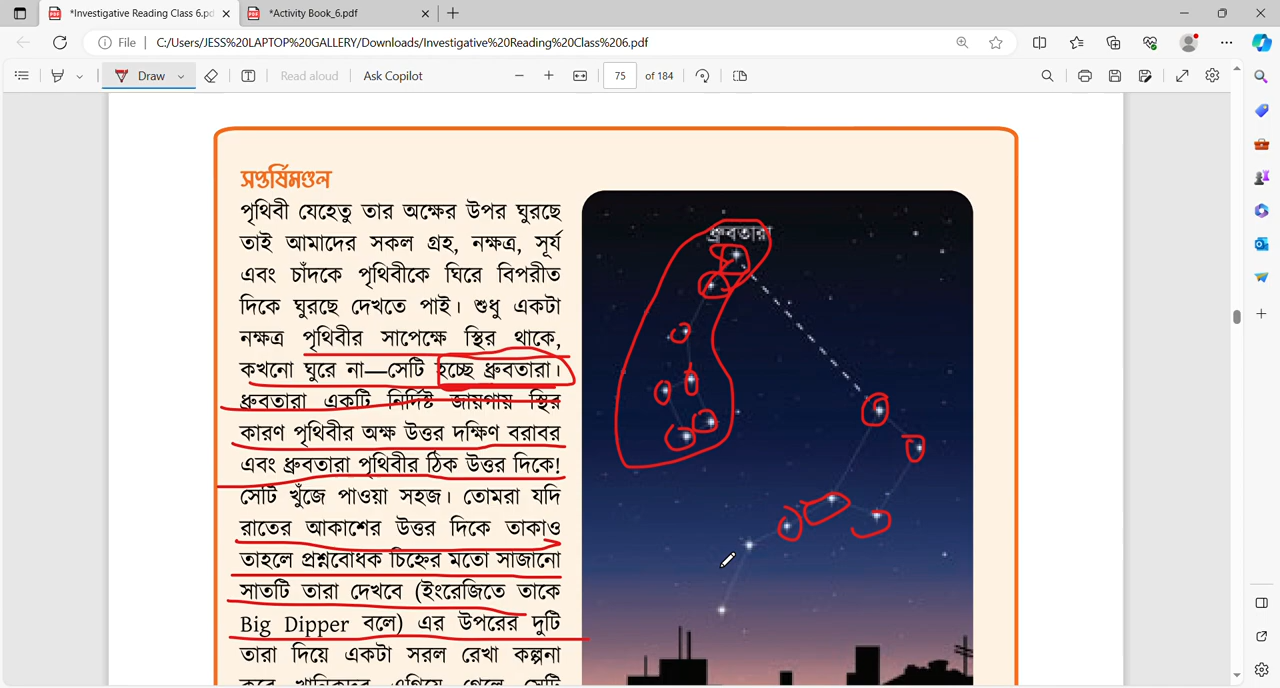 *Investigative Reading Class 6.pd
*Activity Book_6.pdf
File
C:/Users/JESS%20LAPTOP%20GALLERY/Downloads/Investigative%20Reading%20Class%206.pdf
Draw
Read aloud
Ask Copilot
75 of 184
সপ্তর্ষিমণ্ডল
পৃথিবী যেহেতু তার অক্ষের উপর ঘুরছে
তাই আমাদের সকল গ্রহ, নক্ষত্র, সূর্য
এবং চাঁদকে পৃথিবীকে ঘিরে বিপরীত
দিকে ঘুরছে দেখতে পাই। শুধু একটা
নক্ষত্র পৃথিবীর সাপেক্ষে স্থির থাকে,
কখনো ঘুরে না—সেটি হচ্ছে ধ্রুবতারা।
ধ্রুবতারা একটি নির্দিষ্ট জায়গায় স্থির
কারণ পৃথিবীর অক্ষ উত্তর দক্ষিণ বরাবর
এবং ধ্রুবতারা পৃথিবীর ঠিক উত্তর দিকে!
সেটি খুঁজে পাওয়া সহজ। তোমরা যদি
রাতের আকাশের উত্তর দিকে তাকাও
তাহলে প্রশ্নবোধক চিহ্নের মতো সাজানো
সাতটি তারা দেখবে (ইংরেজিতে তাকে
Big Dipper বলে) এর উপরের দুটি
তারা দিয়ে একটা সরল রেখা কল্পনা
ধ্রুবতারা